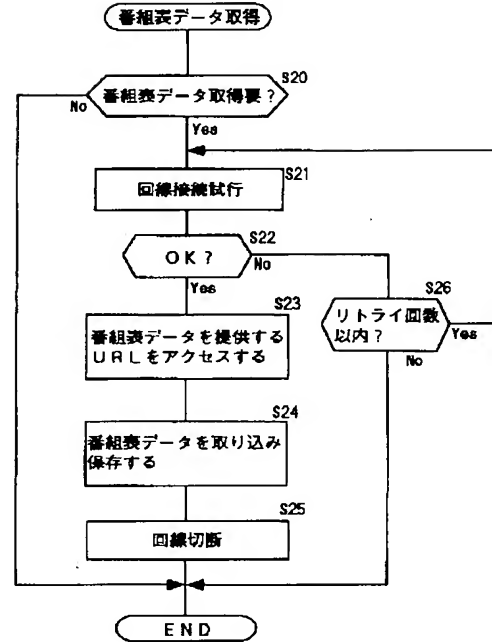 番組表データ取得
S20
番組表データ取得要?
No
Yes
S21
回線接続試行
S22
OK?
No
Yes
S26
リトライ回数
以内?
Yes
No
S23
番組表データを提供する
URLをアクセスする
S24
番組表データを取り込み
保存する
S25
回線切断
END